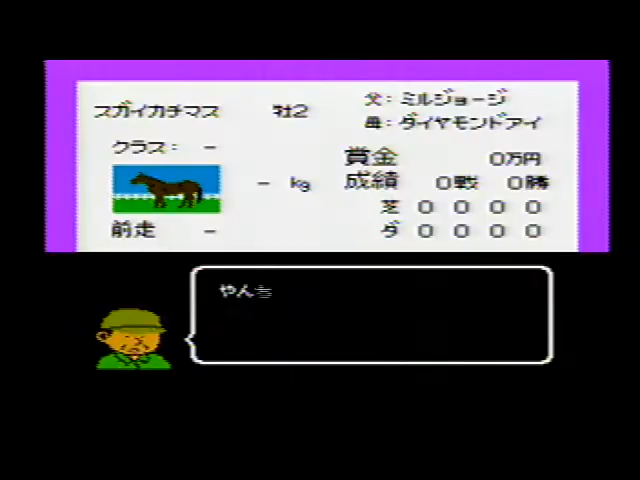 スガイカチマス 牡2
父：ミルジョージ
母：ダイヤモンドアイ
クラス： -
賞金 0万円
- kg
成績 0戦 0勝
芝 0 0 0 0
前走 -
ダ 0 0 0 0
やんち